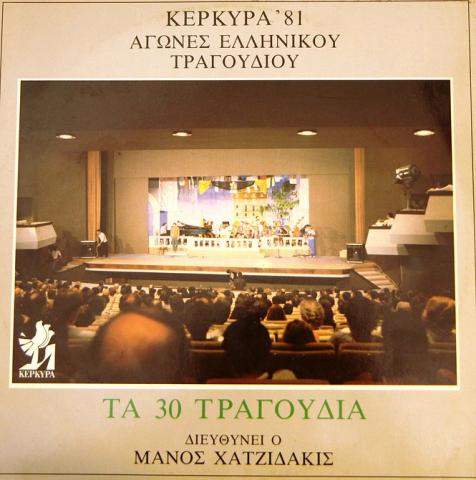 ΚΕΡΚΥΡΑ '81
ΑΓΩΝΕΣ ΕΛΛΗΝΙΚΟΥ
ΤΡΑΓΟΥΔΙΟΥ
ΚΕΡΚΥΡΑ
ΤΑ 30 ΤΡΑΓΟΥΔΙΑ
ΔΙΕΥΘΥΝΕΙ Ο
ΜΑΝΟΣ ΧΑΤΖΙΔΑΚΙΣ